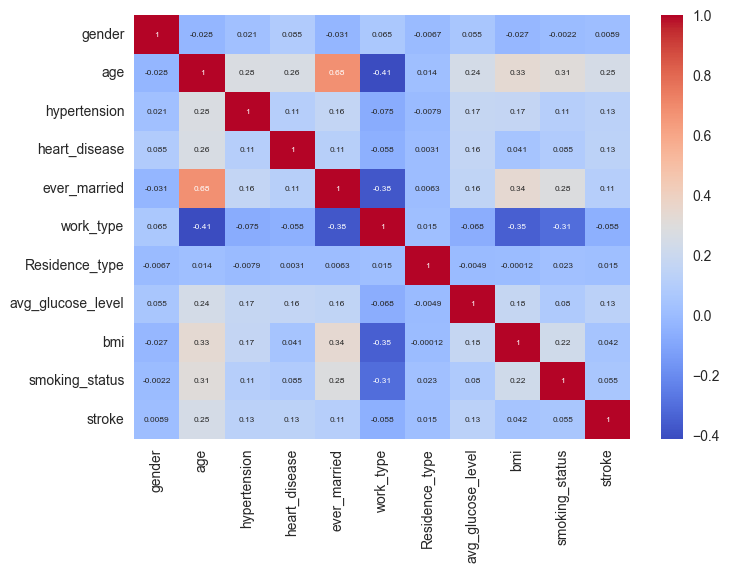 gender 1 -0.028 0.021 0.085 -0.031 0.065 -0.0067 0.055 -0.027 -0.0022 0.0089
age -0.028 1 0.28 0.26 0.68 -0.41 0.014 0.24 0.33 0.31 0.25
hypertension 0.021 0.28 1 0.11 0.16 -0.075 -0.0079 0.17 0.17 0.11 0.13
heart_disease 0.085 0.26 0.11 1 0.11 -0.058 0.0031 0.16 0.041 0.085 0.13
ever_married -0.031 0.68 0.16 0.11 1 -0.38 0.0063 0.16 0.34 0.28 0.11
work_type 0.065 -0.41 -0.075 -0.058 -0.38 1 0.015 -0.068 -0.35 -0.31 -0.058
Residence_type -0.0067 0.014 -0.0079 0.0031 0.0063 0.015 1 -0.0049 -0.00012 0.023 0.015
avg_glucose_level 0.055 0.24 0.17 0.16 0.16 -0.068 -0.0049 1 0.18 0.08 0.13
bmi -0.027 0.33 0.17 0.041 0.34 -0.35 -0.00012 0.18 1 0.22 0.042
smoking_status -0.0022 0.31 0.11 0.085 0.28 -0.31 0.023 0.08 0.22 1 0.055
stroke 0.0089 0.25 0.13 0.13 0.11 -0.058 0.015 0.13 0.042 0.055 1
gender
age
hypertension
heart_disease
ever_married
work_type
Residence_type
avg_glucose_level
bmi
smoking_status
stroke
1.0
0.8
0.6
0.4
0.2
0.0
−0.2
−0.4